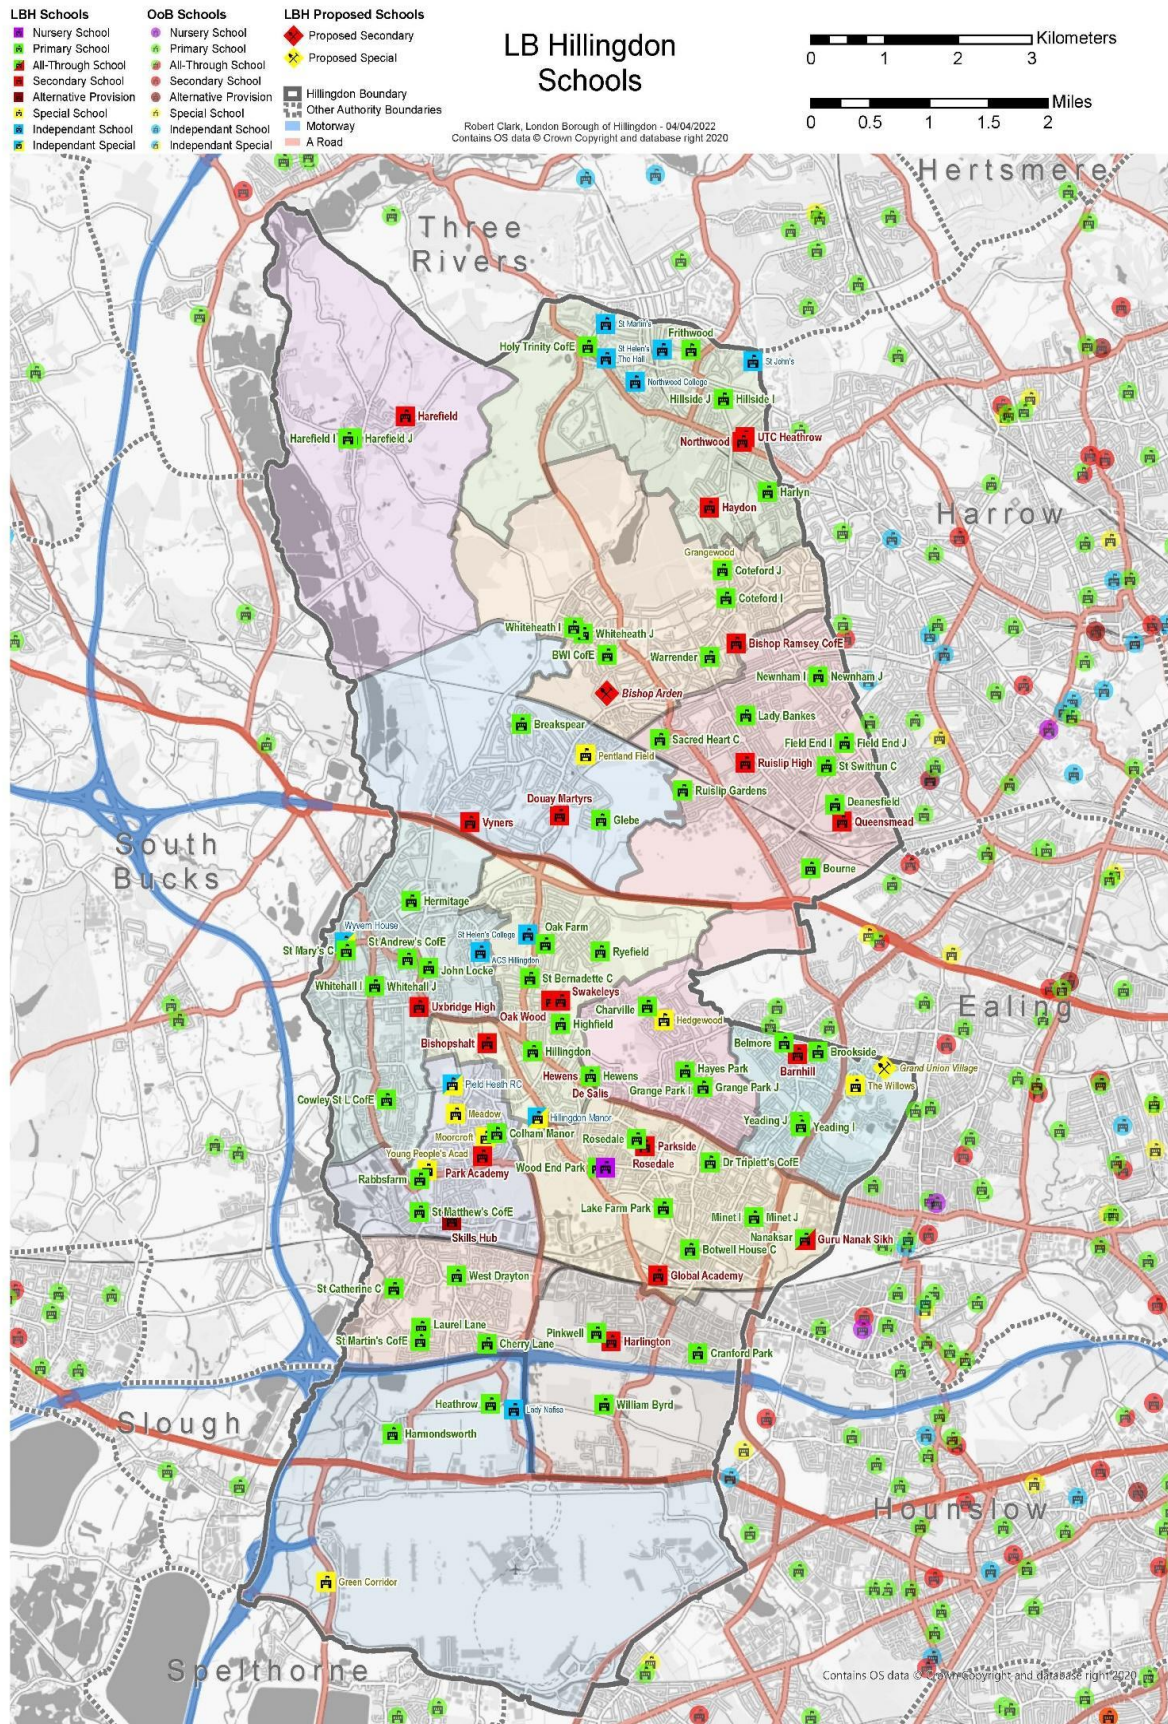 LBH Schools
Nursery School
Primary School
All-Through School
Secondary School
Alternative Provision
Special School
Independant School
Independant Special
OoB Schools
Nursery School
Primary School
All-Through School
Secondary School
Alternative Provision
Special School
Independant School
Independant Special
LBH Proposed Schools
Proposed Secondary
Proposed Special
Hillingdon Boundary
Other Authority Boundaries
Motorway
A Road
LB Hillingdon
Schools
Robert Clark, London Borough of Hillingdon - 04/04/2022
Contains OS data © Crown Copyright and database right 2020
Kilometers
0 1 2 3
Miles
0 0.5 1 1.5 2
Hertsmere
Three
Rivers
St Martin's
Frithwood
Holy Trinity CofE
St Helen's
The Hall
St John's
Northwood College
Hillside J
Hillside I
Harefield
Harefield I
Harefield J
Northwood
UTC Heathrow
Harlyn
Haydon
Harrow
Grangewood
Coteford J
Coteford I
Whiteheath I
Whiteheath J
BWI CofE
Warrender
Bishop Ramsey CofE
Newnham I
Newnham J
Bishop Arden
Breakspear
Lady Bankes
Sacred Heart C
Field End I
Field End J
Pentland Field
Ruislip High
St Swithun C
Ruislip Gardens
Douay Martyrs
Deanesfield
Vyners
Glebe
Queensmead
South
Bucks
Bourne
Hermitage
Wyvern House
St Helen's College
Oak Farm
St Mary's C
St Andrew's CofE
ACS Hillingdon
Ryefield
John Locke
Whitehall I
Whitehall J
St Bernadette C
Swakeleys
Uxbridge High
Oak Wood
Charville
Hedgewood
Highfield
Ealing
Bishopshalt
Hillingdon
Belmore
Brookside
Barnhill
Grand Union Village
Hewens
Hewens
De Salis
Hayes Park
Grange Park I
Grange Park J
The Willows
Pield Heath RC
Cowley St L CofE
Meadow
Hillingdon Manor
Yeading J
Yeading I
Moorcroft
Colham Manor
Rosedale
Parkside
Rosedale
Young People's Acad
Park Academy
Wood End Park
Dr Triplett's CofE
Rabbsfarm
St Matthew's CofE
Lake Farm Park
Minet I
Minet J
Skills Hub
Nanaksar
Guru Nanak Sikh
Botwell House C
Global Academy
West Drayton
St Catherine C
Laurel Lane
St Martin's CofE
Cherry Lane
Pinkwell
Harlington
Cranford Park
Slough
Heathrow
Lady Nafisa
William Byrd
Harmondsworth
Hounslow
Green Corridor
Spelthorne
Contains OS data © Crown Copyright and database right 2020